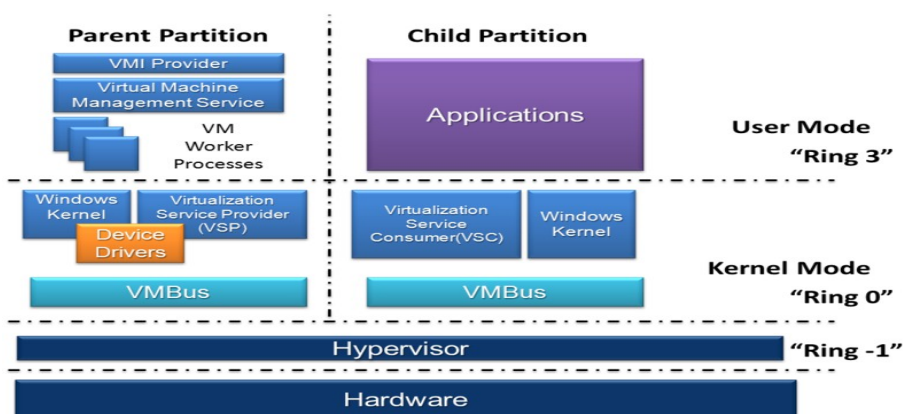 Parent Partition
Child Partition
VMI Provider
Virtual Machine
Management Service
VM
Worker
Processes
Applications
User Mode
“Ring 3”
Windows
Kernel
Device
Drivers
Virtualization
Service Provider
(VSP)
Virtualization
Service
Consumer(VSC)
Windows
Kernel
Kernel Mode
“Ring 0”
VMBus
VMBus
Hypervisor
“Ring -1”
Hardware